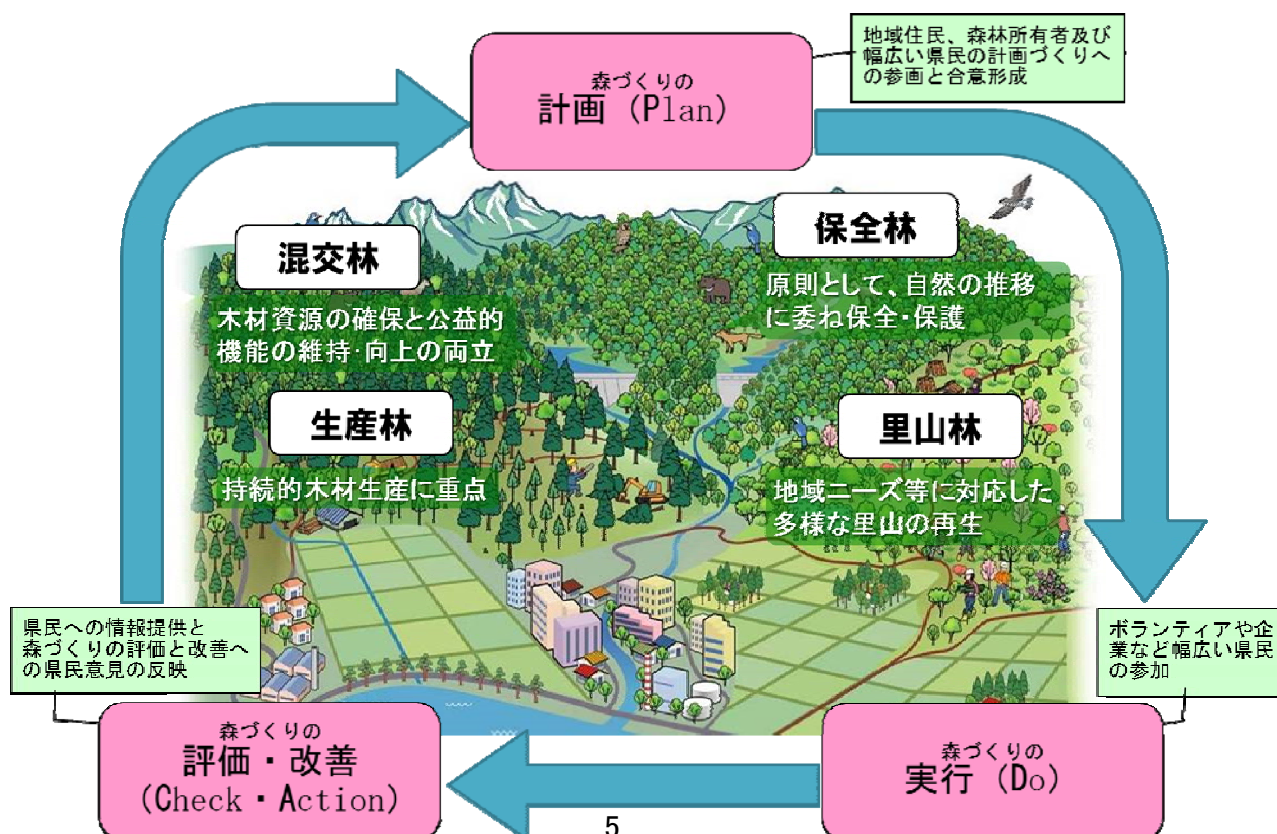 森づくりの
計画（Plan）
地域住民、森林所有者及び
幅広い県民の計画づくりへ
の参画と合意形成
混交林
木材資源の確保と公益的
機能の維持・向上の両立
保全林
原則として、自然の推移
に委ね保全・保護
生産林
持続的木材生産に重点
里山林
地域ニーズ等に対応した
多様な里山の再生
県民への情報提供と
森づくりの評価と改善へ
の県民意見の反映
ボランティアや企
業など幅広い県民
の参加
森づくりの
評価・改善
（Check・Action）
森づくりの
実行（Do）
5